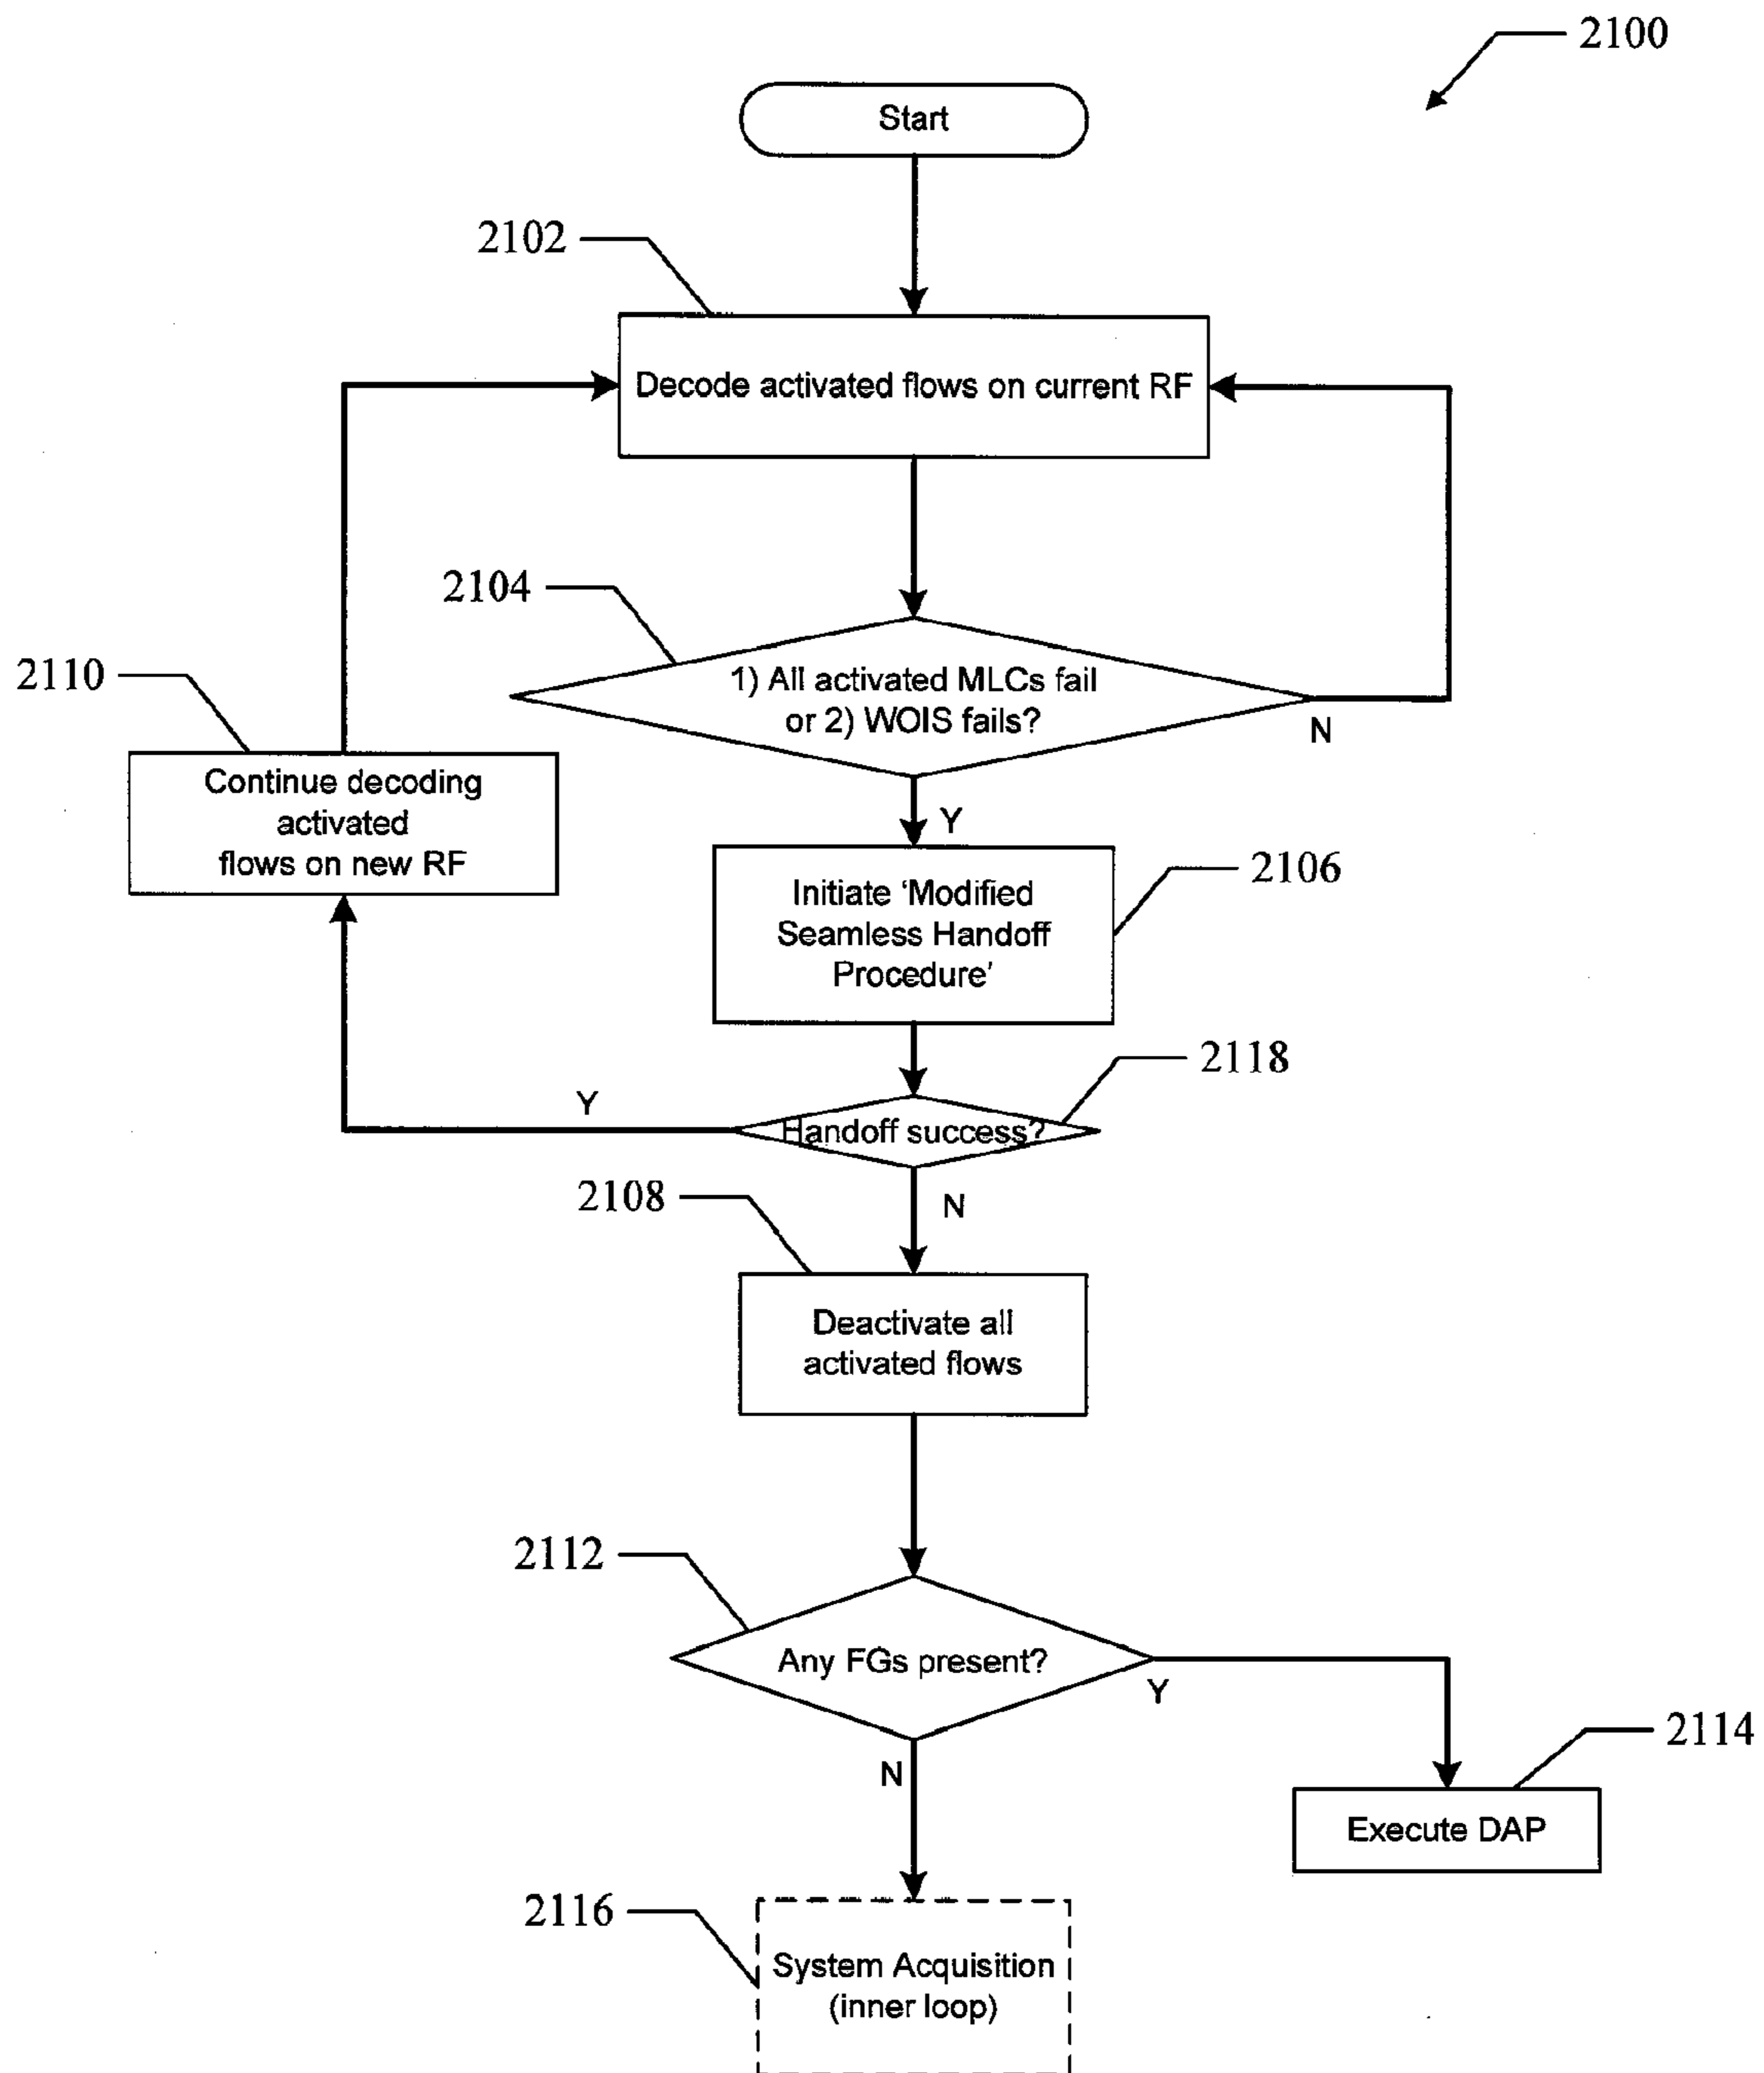 2100
Start
2102
Decode activated flows on current RF
2104
1) All activated MLCs fail
or 2) WOIS fails?
N
2110
Continue decoding
activated
flows on new RF
Y
Initiate ‘Modified
Seamless Handoff
Procedure’
2106
2118
Y
Handoff success?
2108
N
Deactivate all
activated flows
2112
Any FGs present?
Y
N
2114
Execute DAP
2116
System Acquisition
(inner loop)